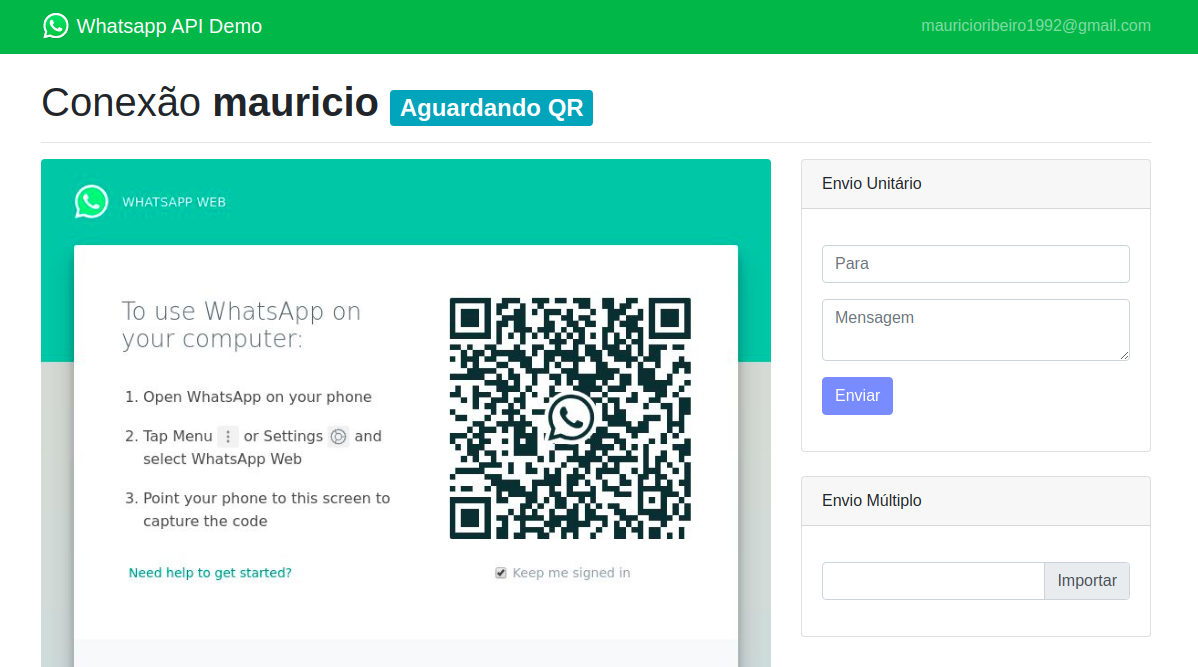 Whatsapp API Demo
mauricioribeiro1992@gmail.com
Conexão mauricio Aguardando QR
WHATSAPP WEB
To use WhatsApp on
your computer:
1. Open WhatsApp on your phone
2. Tap Menu or Settings and
select WhatsApp Web
3. Point your phone to this screen to
capture the code
Need help to get started?
Keep me signed in
Envio Unitário
Para
Mensagem
Enviar
Envio Múltiplo
Importar